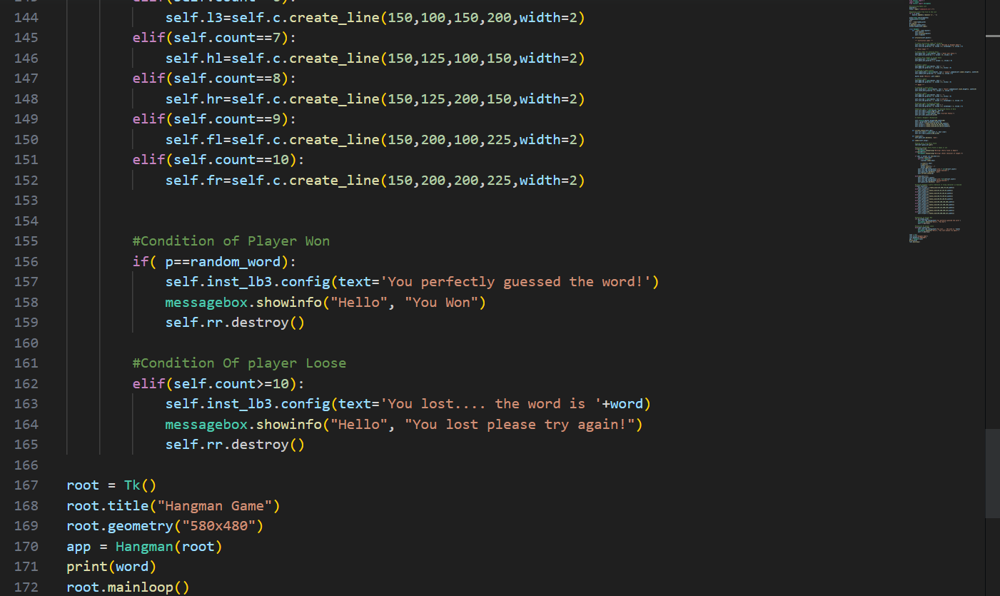 144 self.l3=self.c.create_line(150,100,150,200,width=2)
145 elif(self.count==7):
146 self.hl=self.c.create_line(150,125,100,150,width=2)
147 elif(self.count==8):
148 self.hr=self.c.create_line(150,125,200,150,width=2)
149 elif(self.count==9):
150 self.fl=self.c.create_line(150,200,100,225,width=2)
151 elif(self.count==10):
152 self.fr=self.c.create_line(150,200,200,225,width=2)
153
154
155 #Condition of Player Won
156 if( p==random_word):
157 self.inst_lb3.config(text='You perfectly guessed the word!')
158 messagebox.showinfo("Hello", "You Won")
159 self.rr.destroy()
160
161 #Condition Of player Loose
162 elif(self.count>=10):
163 self.inst_lb3.config(text='You lost.... the word is '+word)
164 messagebox.showinfo("Hello", "You lost please try again!")
165 self.rr.destroy()
166
167 root = Tk()
168 root.title("Hangman Game")
169 root.geometry("580x480")
170 app = Hangman(root)
171 print(word)
172 root.mainloop()